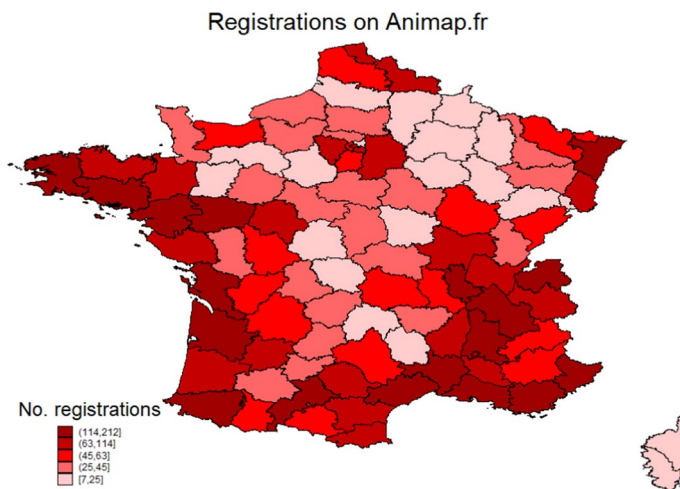 Registrations on Animap.fr
No. registrations
(114,212]
(63,114]
(45,63]
(25,45]
[7,25]